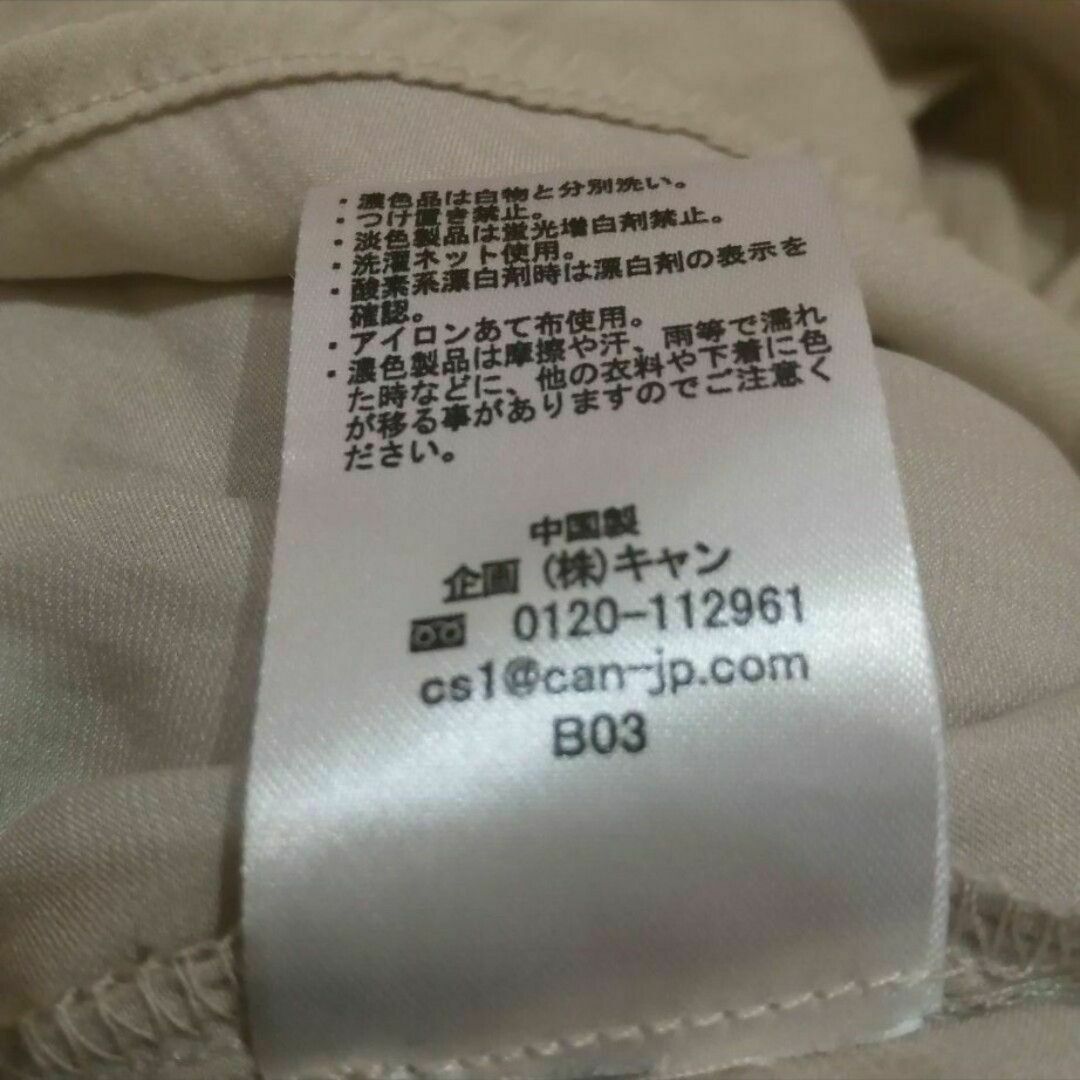 ・濃色品は白物と分別洗い。
・つけ置き禁止。
・淡色製品は蛍光増白剤禁止。
・洗濯ネット使用。
・酸素系漂白剤時は漂白剤の表示を
確認。
・アイロンあて布使用。
・濃色製品は摩擦や汗、雨等で濡れ
た時などに、他の衣料や下着に色
が移る事がありますのでご注意く
ださい。
中国製
企画 (株)キャン
0120-112961
cs1@can-jp.com
B03